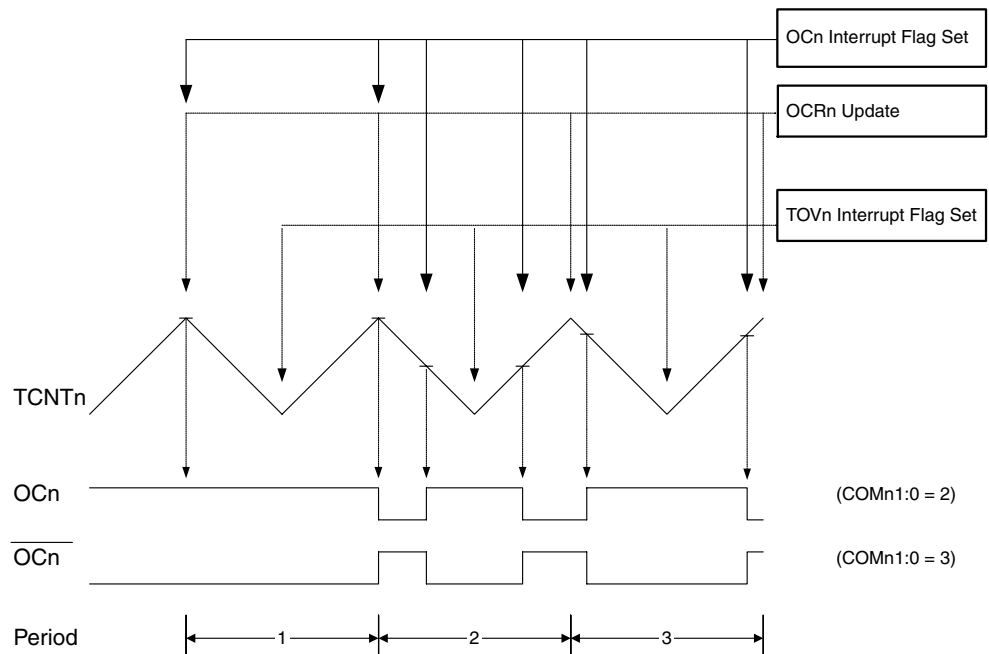 OCn Interrupt Flag Set
OCRn Update
TOVn Interrupt Flag Set
TCNTn
OCn
(COMn1:0 = 2)
OCn
(COMn1:0 = 3)
Period
1
2
3